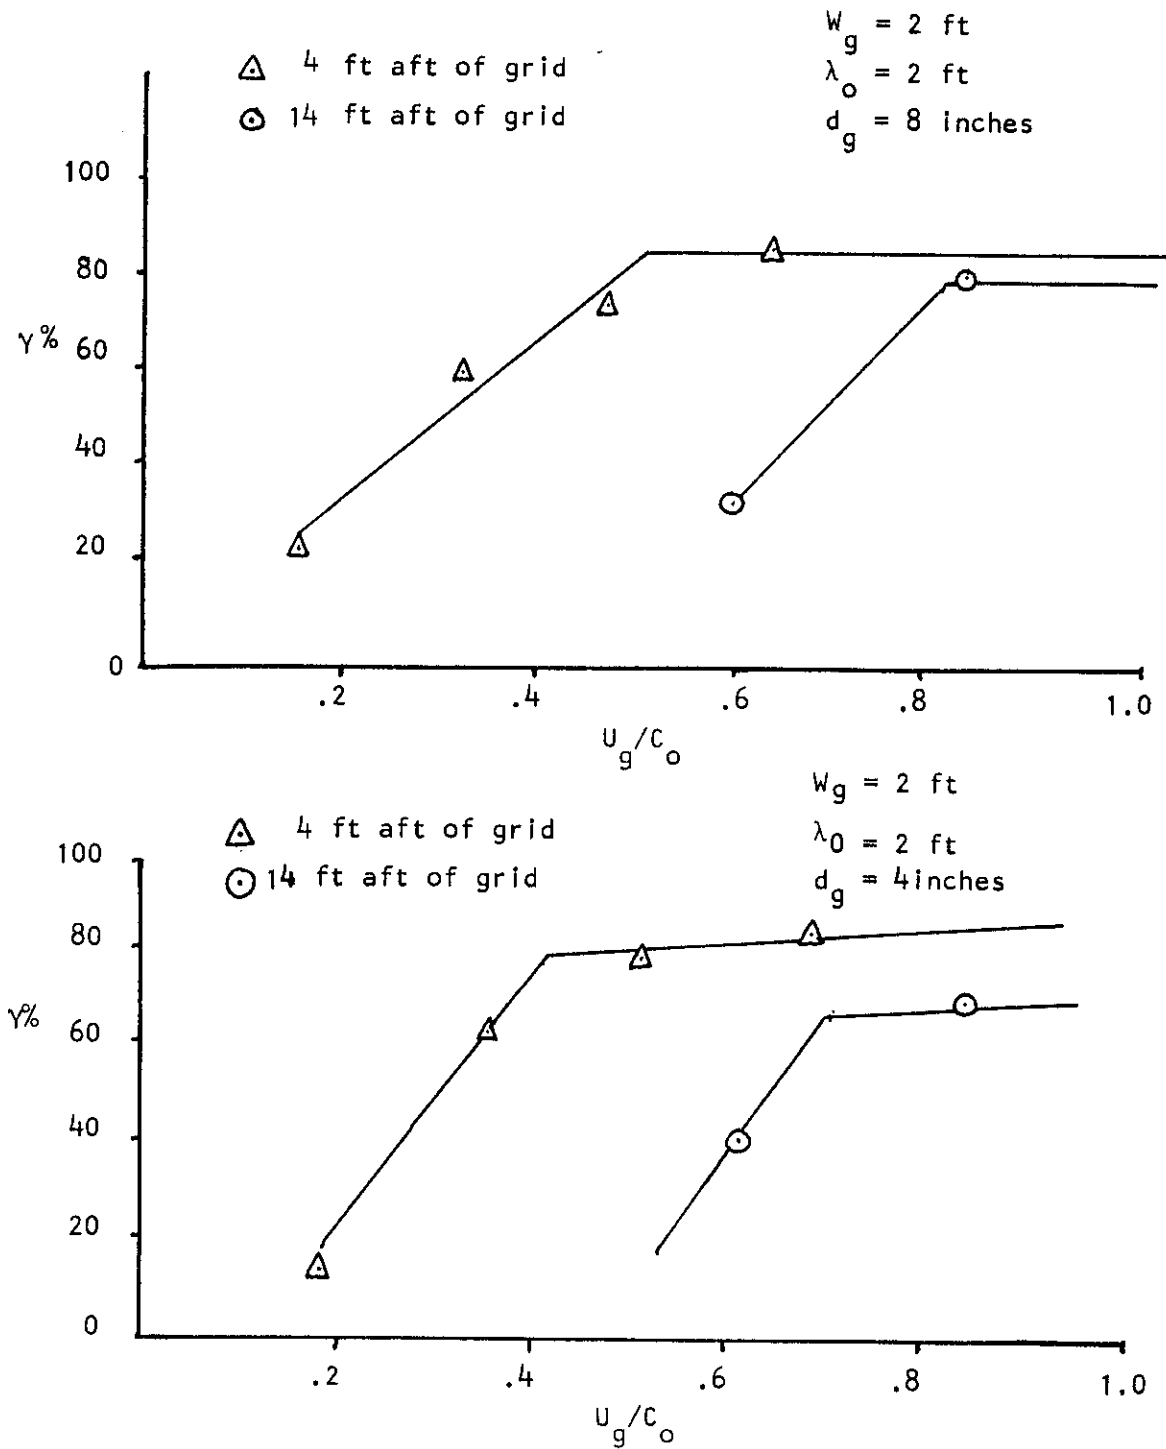 W_g = 2 ft
4 ft aft of grid
λ_o = 2 ft
14 ft aft of grid
d_g = 8 inches
100
80
γ%
60
40
20
0
.2 .4 .6 .8 1.0
U_g/C_o
W_g = 2 ft
4 ft aft of grid
λ_0 = 2 ft
14 ft aft of grid
d_g = 4inches
100
80
γ%
60
40
20
0
.2 .4 .6 .8 1.0
U_g/C_o